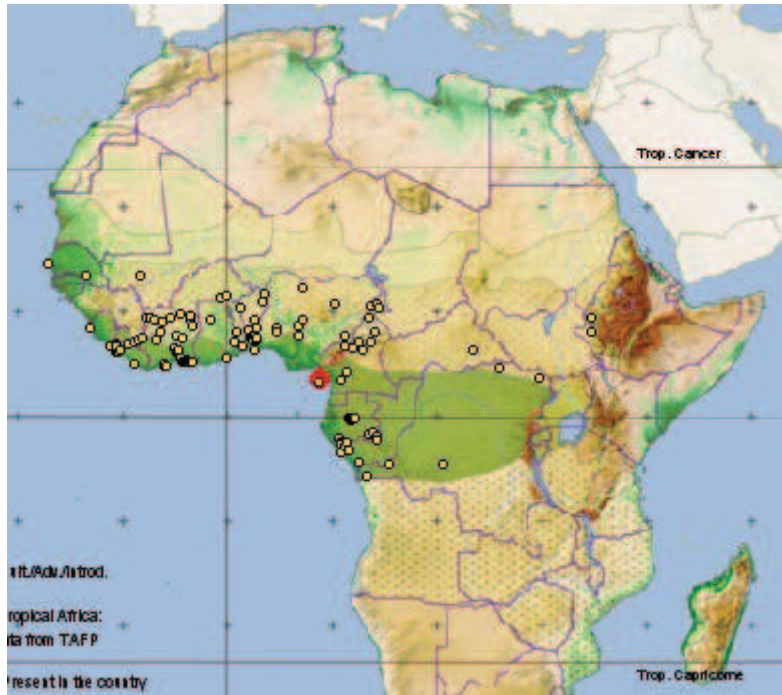 Trop. Cancer
ult./Adv./Introd.
ropical Africa:
ta from TAFP
Present in the country
Trop. Capricorne